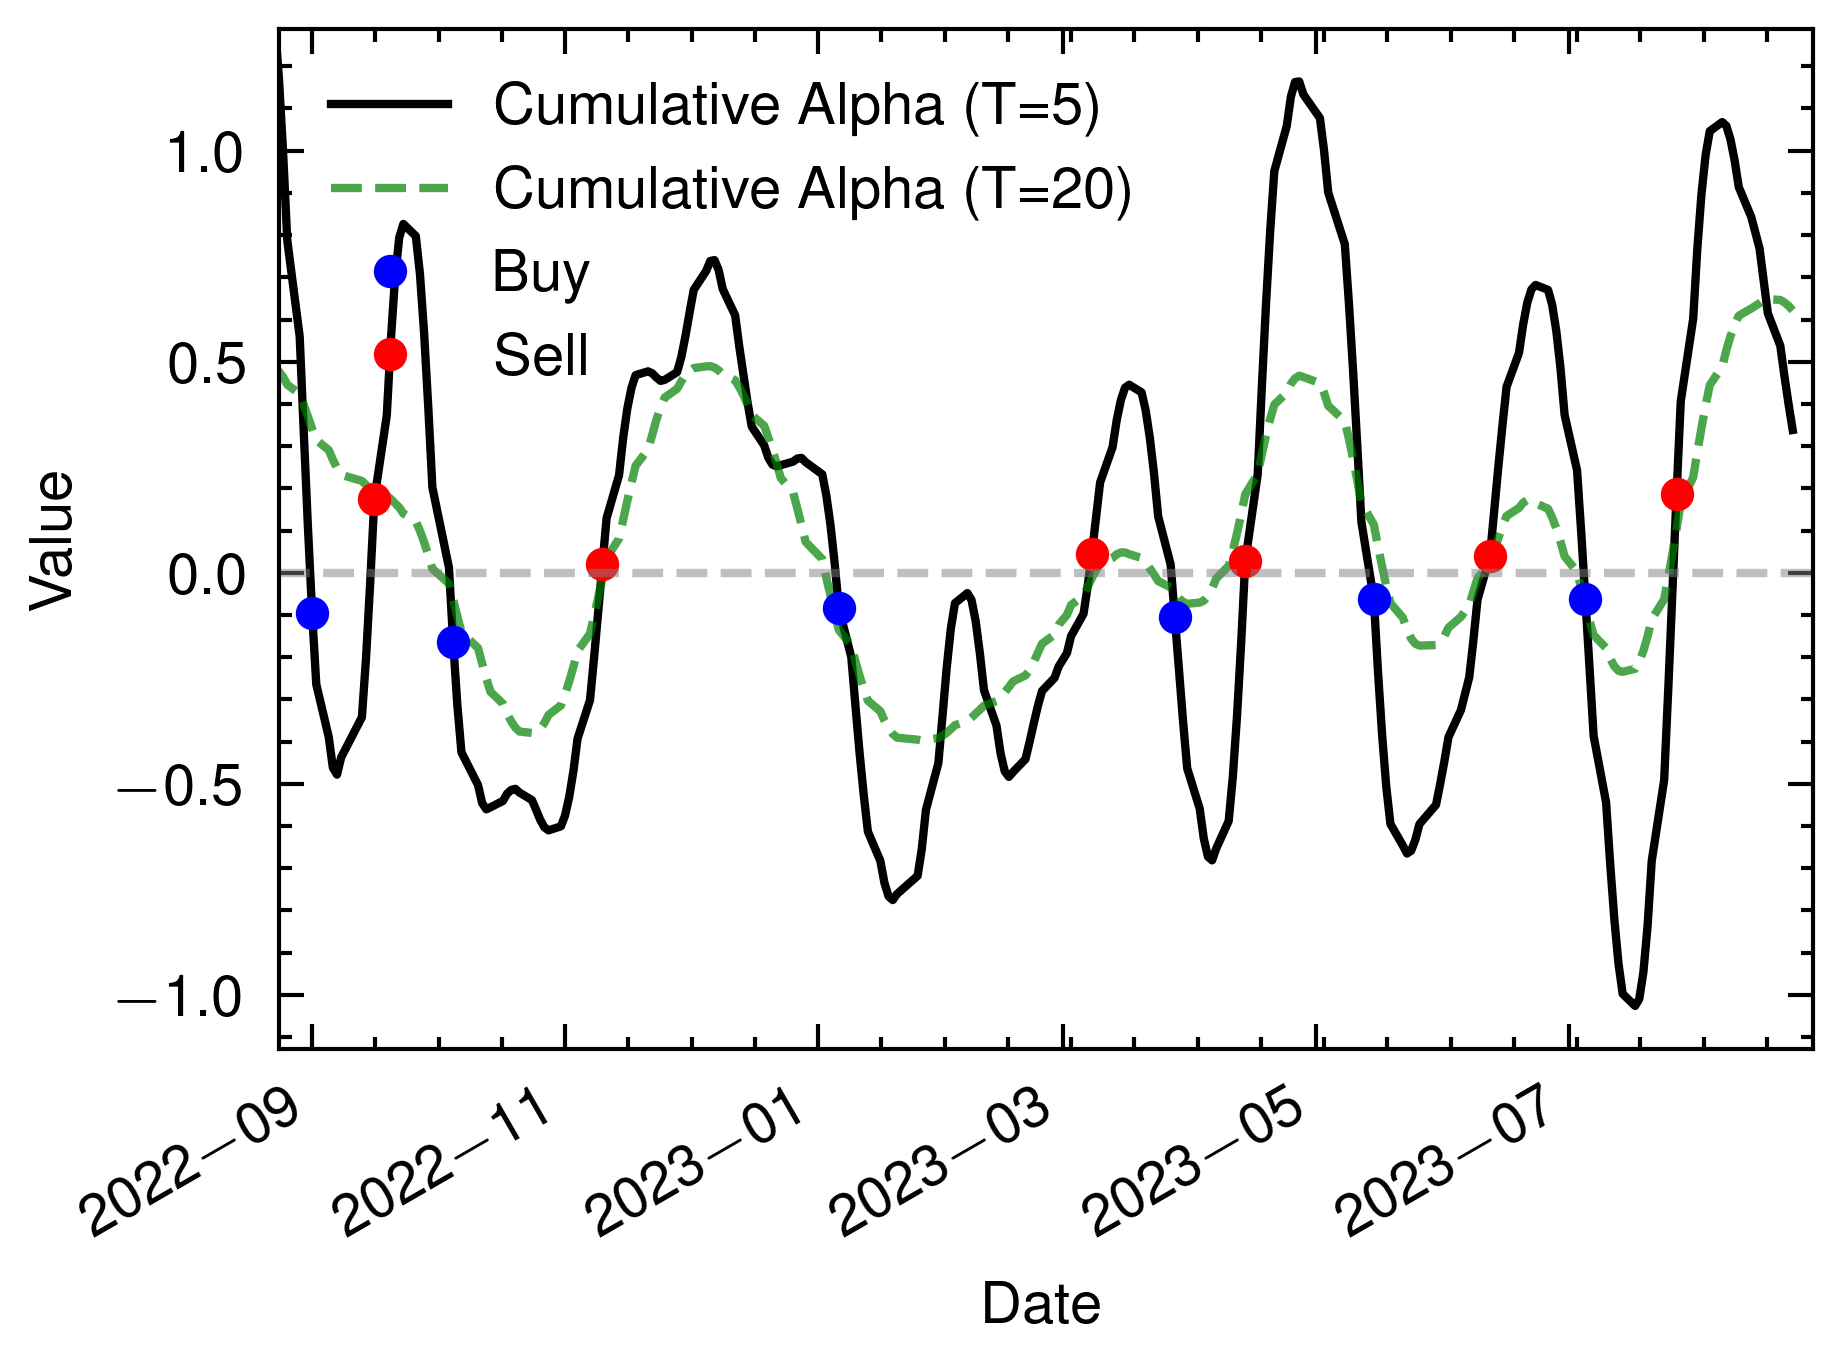 Cumulative Alpha (T=5)
Cumulative Alpha (T=20)
Buy
Sell
Value
1.0
0.5
0.0
−0.5
−1.0
2022−09
2022−11
2023−01
2023−03
2023−05
2023−07
Date